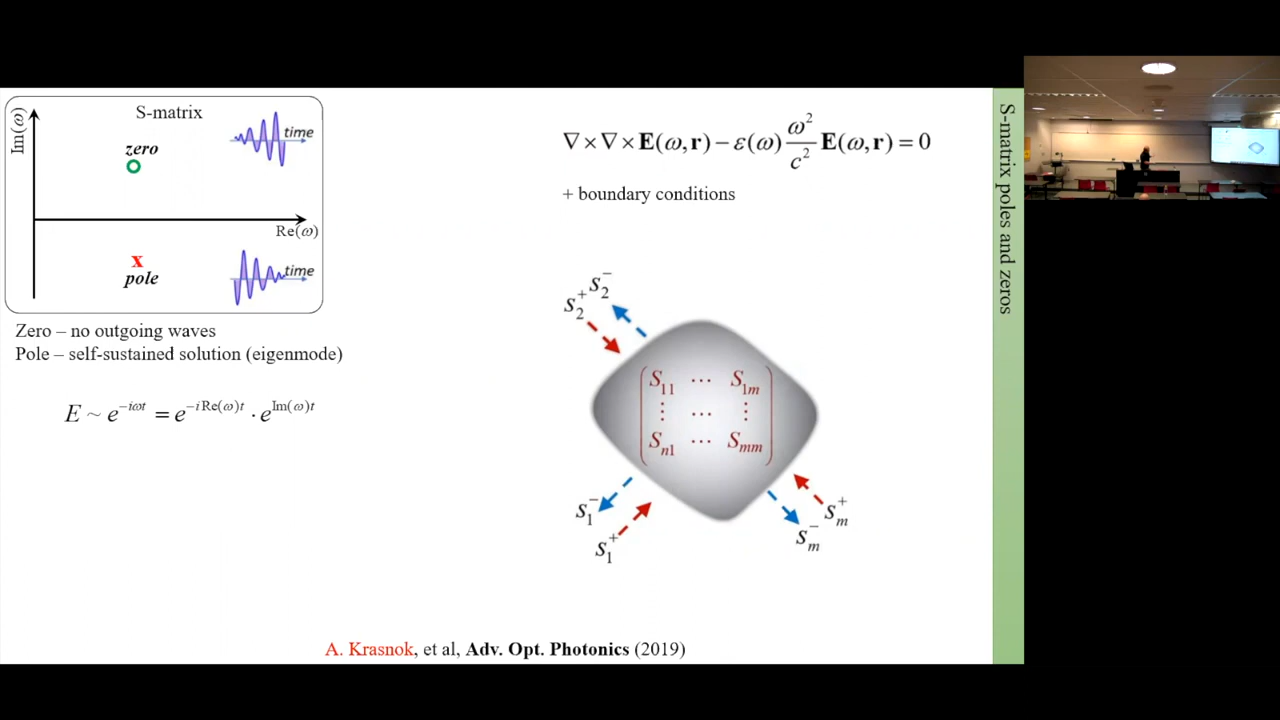 S-matrix
Im(ω)
zero
time
Re(ω)
x
pole
time
Zero – no outgoing waves
Pole – self-sustained solution (eigenmode)
E ~ e^{-iωt} = e^{-i Re(ω)t} · e^{Im(ω)t}
∇×∇×E(ω,r) − ε(ω) ω²/c² E(ω,r) = 0
+ boundary conditions
s₂⁺ s₂⁻
S₁₁ ⋯ S₁ₘ
⋮ ⋯ ⋮
Sₙ₁ ⋯ Sₘₘ
s₁⁻
s₁⁺
sₘ⁺
sₘ⁻
A. Krasnok, et al, Adv. Opt. Photonics (2019)
S-matrix poles and zeros